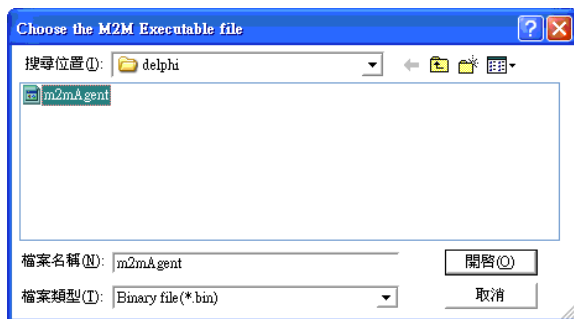 Choose the M2M Executable file
搜尋位置(I): delphi
m2mAgent
檔案名稱(N): m2mAgent
開啓(O)
檔案類型(T): Binary file(*.bin)
取消